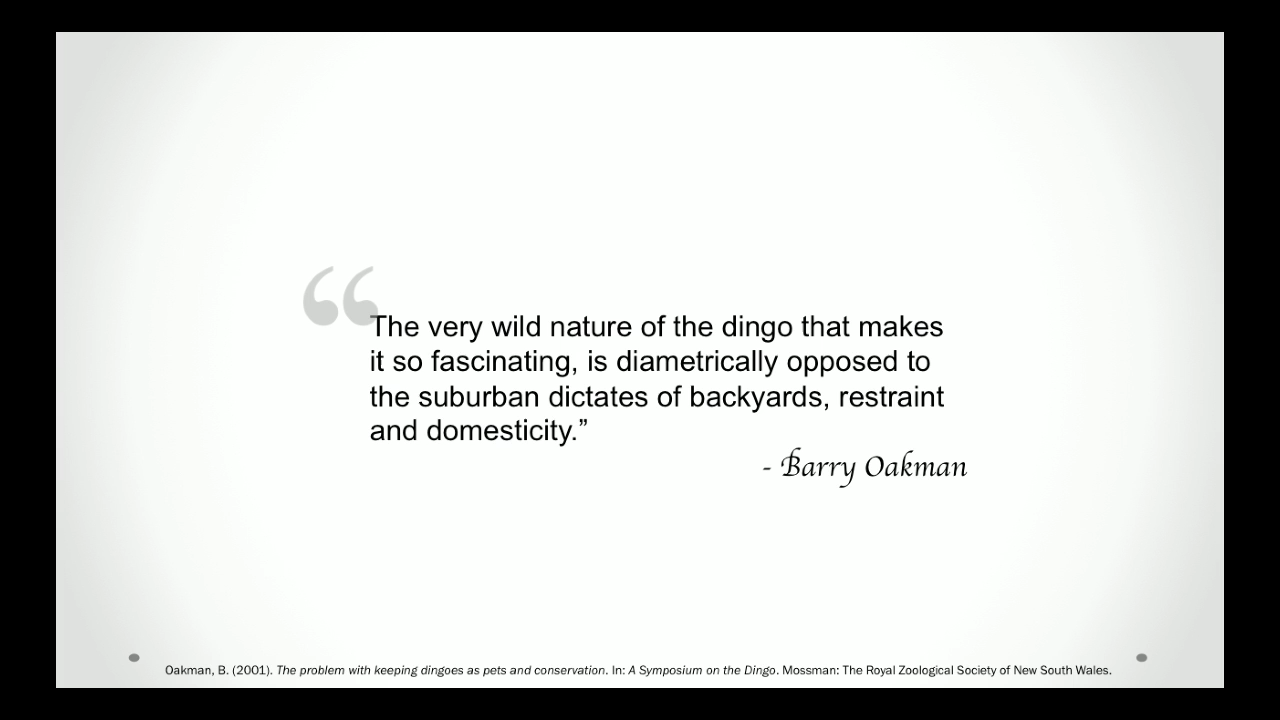 “The very wild nature of the dingo that makes
it so fascinating, is diametrically opposed to
the suburban dictates of backyards, restraint
and domesticity.”
- Barry Oakman
Oakman, B. (2001). The problem with keeping dingoes as pets and conservation. In: A Symposium on the Dingo. Mossman: The Royal Zoological Society of New South Wales.